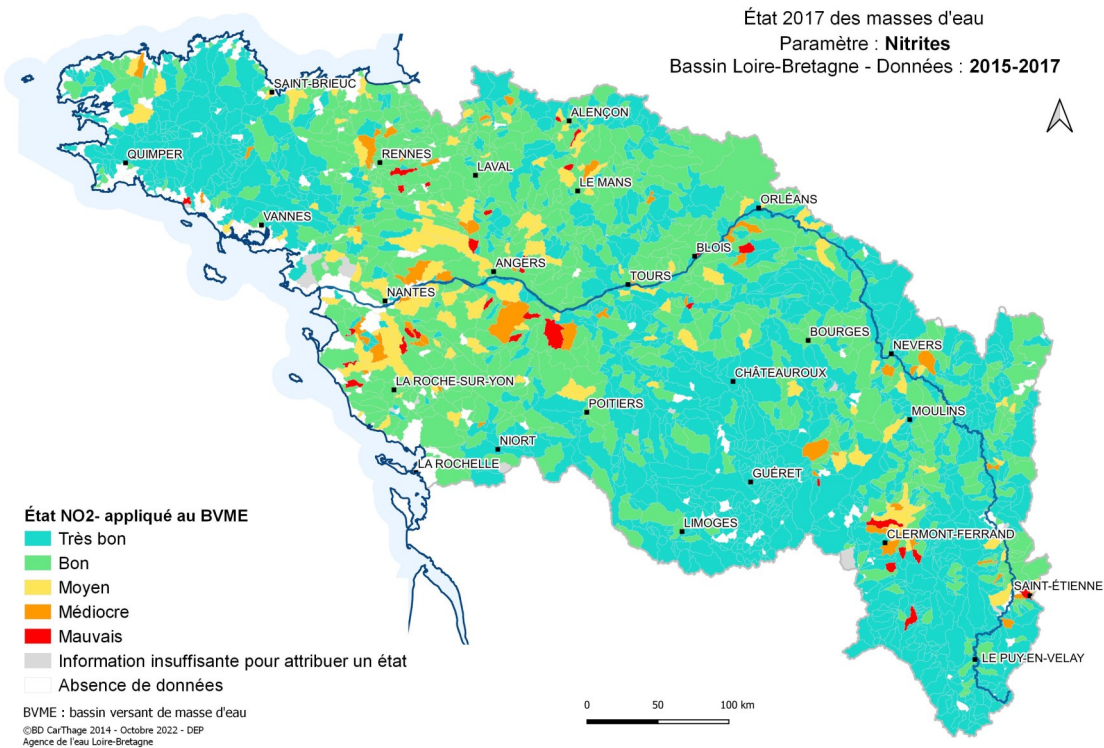 État 2017 des masses d'eau
Paramètre : Nitrites
Bassin Loire-Bretagne - Données : 2015-2017
SAINT-BRIEUC
ALENÇON
QUIMPER
RENNES
LAVAL
LE MANS
ORLÉANS
VANNES
BLOIS
ANGERS
TOURS
NANTES
BOURGES
NEVERS
CHÂTEAUROUX
LA ROCHE-SUR-YON
POITIERS
MOULINS
NIORT
LA ROCHELLE
GUÉRET
LIMOGES
CLERMONT-FERRAND
SAINT-ÉTIENNE
LE PUY-EN-VELAY
État NO2- appliqué au BVME
Très bon
Bon
Moyen
Médiocre
Mauvais
Information insuffisante pour attribuer un état
Absence de données
BVME : bassin versant de masse d'eau
©BD CarThage 2014 - Octobre 2022 - DEP
Agence de l'eau Loire-Bretagne
0 50 100 km